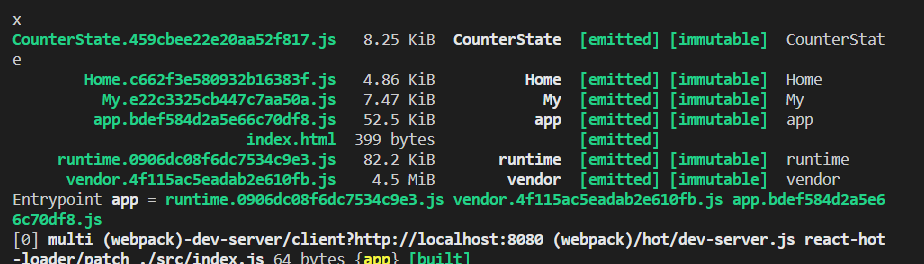 x
CounterState.459cbee22e20aa52f817.js 8.25 KiB CounterState [emitted] [immutable] CounterStat
e
Home.c662f3e580932b16383f.js 4.86 KiB Home [emitted] [immutable] Home
My.e22c3325cb447c7aa50a.js 7.47 KiB My [emitted] [immutable] My
app.bdef584d2a5e66c70df8.js 52.5 KiB app [emitted] [immutable] app
index.html 399 bytes [emitted]
runtime.0906dc08f6dc7534c9e3.js 82.2 KiB runtime [emitted] [immutable] runtime
vendor.4f115ac5eadab2e610fb.js 4.5 MiB vendor [emitted] [immutable] vendor
Entrypoint app = runtime.0906dc08f6dc7534c9e3.js vendor.4f115ac5eadab2e610fb.js app.bdef584d2a5e6
6c70df8.js
[0] multi (webpack)-dev-server/client?http://localhost:8080 (webpack)/hot/dev-server.js react-hot
-loader/patch ./src/index.js 64 bytes {app} [built]